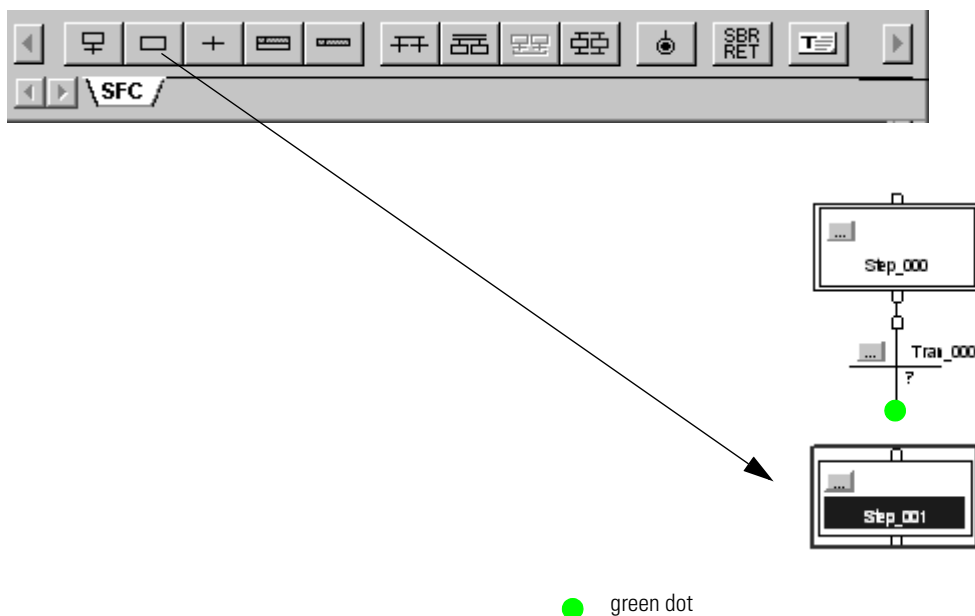 SBR
RET
T
SFC
...
Step_000
... Tran_000
?
...
Step_001
green dot